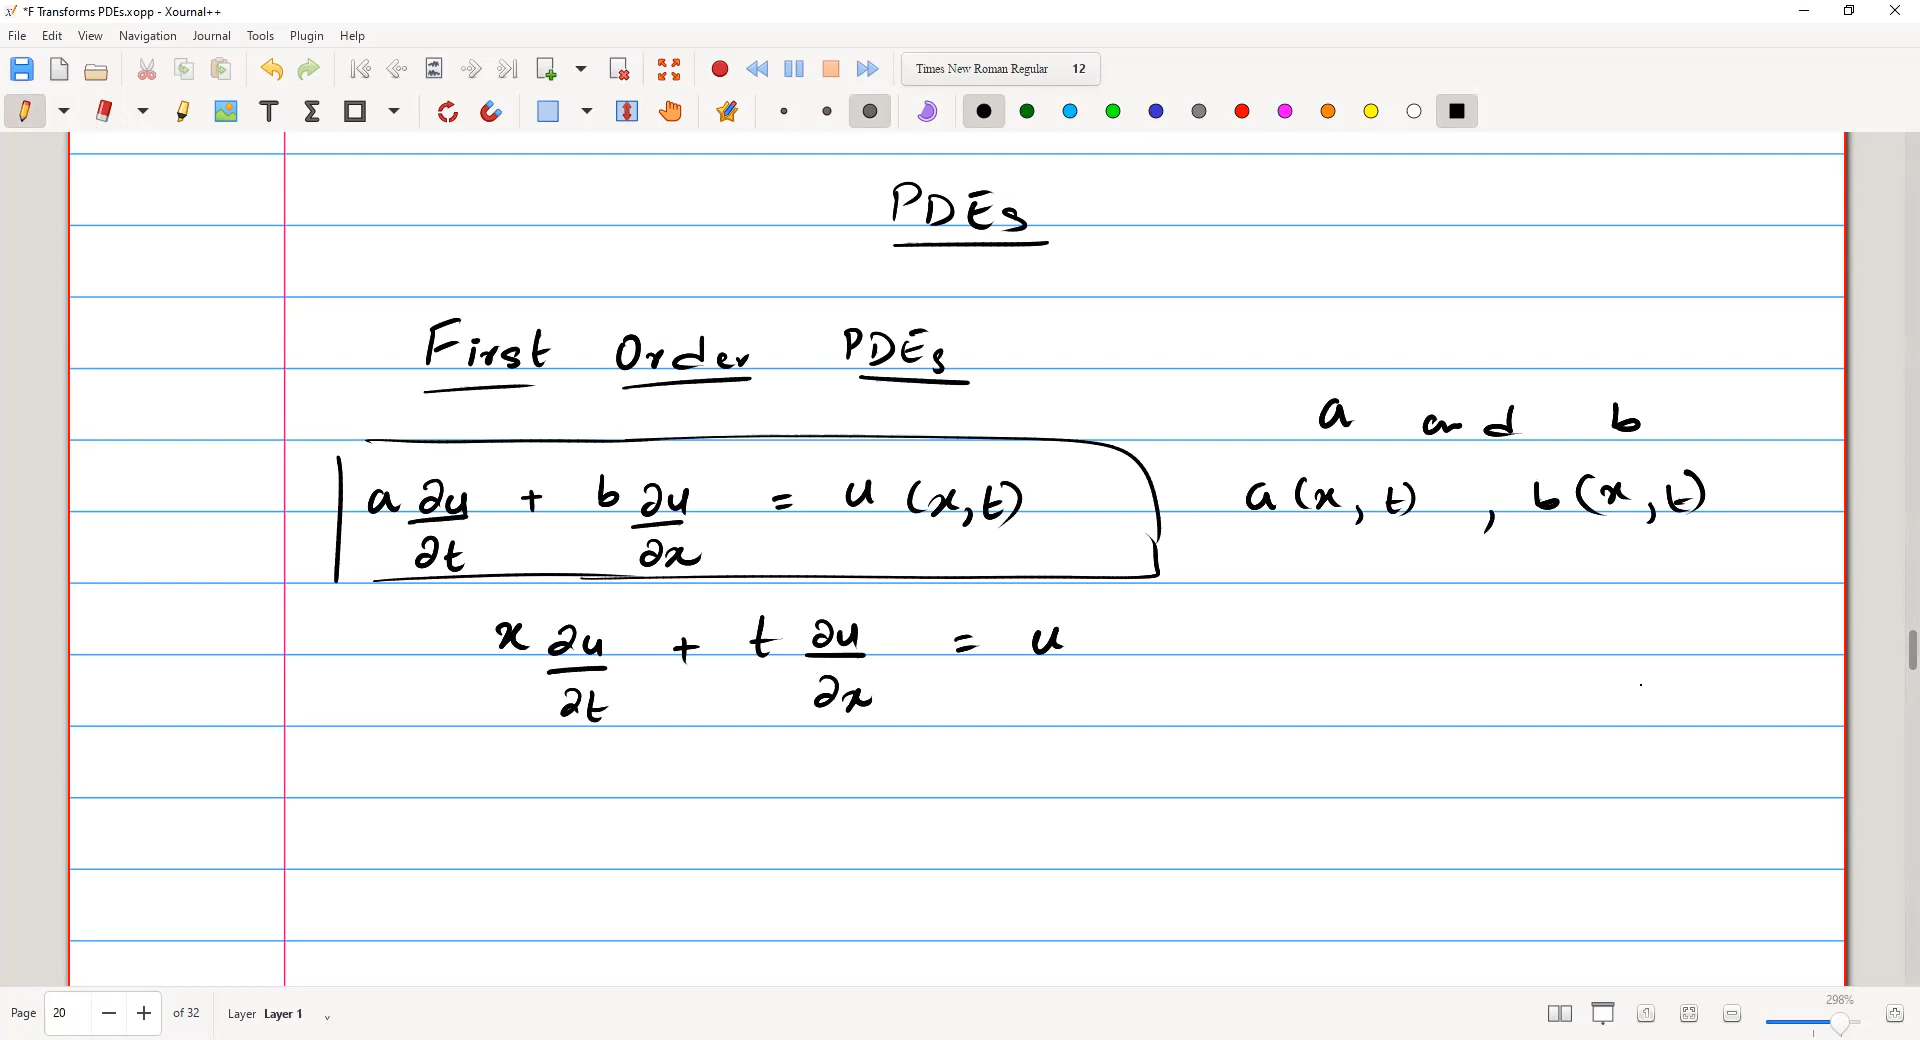 *F Transforms PDEs.xopp - Xournal++
File Edit View Navigation Journal Tools Plugin Help
Times New Roman Regular 12
PDEs
First Order PDEs
a and b
a ∂u/∂t + b ∂u/∂x = u (x,t)
a (x, t) , b (x, t)
x ∂u/∂t + t ∂u/∂x = u
Page 20 of 32 Layer Layer 1 298%